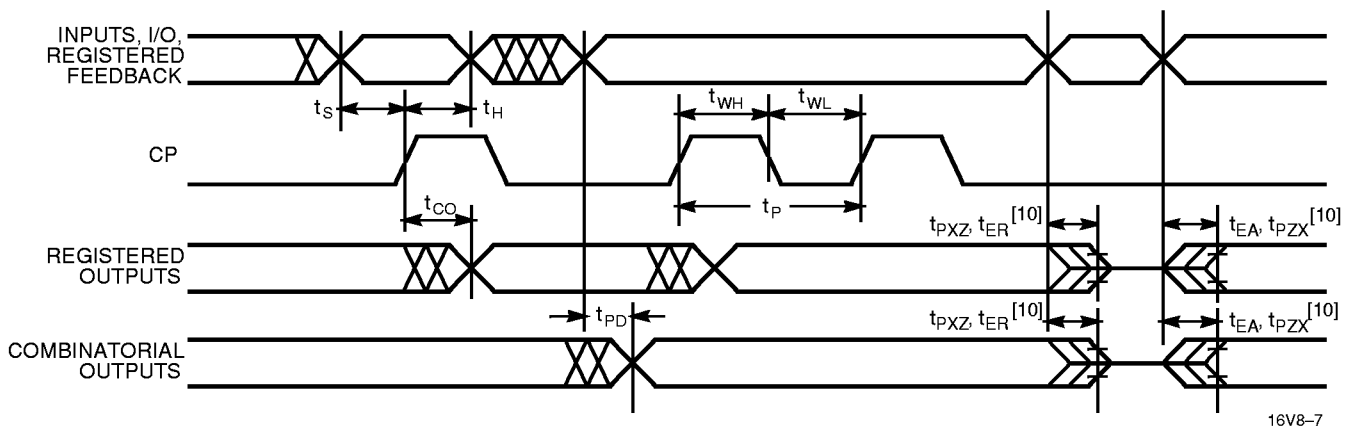 INPUTS, I/O,
REGISTERED
FEEDBACK
tS
tH
tWH
tWL
CP
tCO
tP
tPXZ, tER[10]
tEA, tPZX[10]
REGISTERED
OUTPUTS
tPD
tPXZ, tER[10]
tEA, tPZX[10]
COMBINATORIAL
OUTPUTS
16V8–7